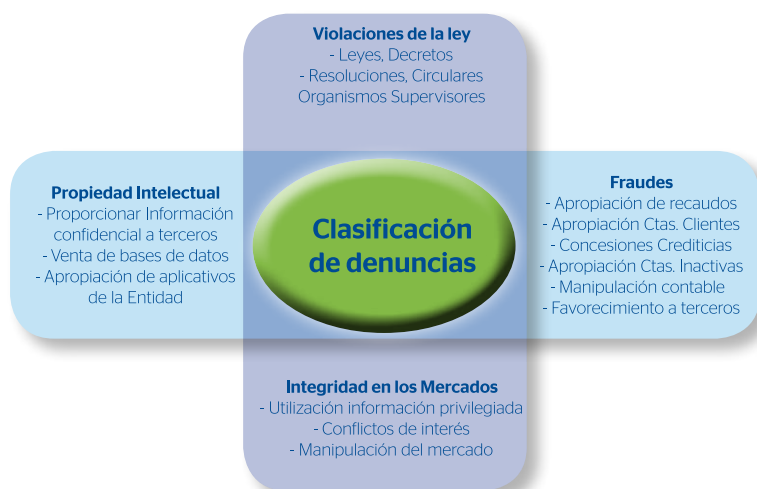 Violaciones de la ley
- Leyes, Decretos
- Resoluciones, Circulares
Organismos Supervisores
Propiedad Intelectual
- Proporcionar Información
confidencial a terceros
- Venta de bases de datos
- Apropiación de aplicativos
de la Entidad
Clasificación
de denuncias
Fraudes
- Apropiación de recaudos
- Apropiación Ctas. Clientes
- Concesiones Crediticias
- Apropiación Ctas. Inactivas
- Manipulación contable
- Favorecimiento a terceros
Integridad en los Mercados
- Utilización información privilegiada
- Conflictos de interés
- Manipulación del mercado